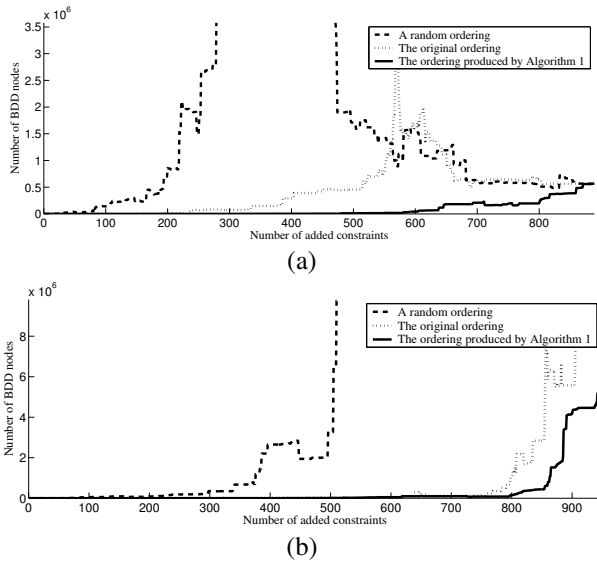 x 10^6
3.5
3
2.5
2
1.5
1
0.5
0
Number of BDD nodes
A random ordering
The original ordering
The ordering produced by Algorithm 1
0 100 200 300 400 500 600 700 800
Number of added constraints
(a)
x 10^6
8
6
4
2
0
Number of BDD nodes
A random ordering
The original ordering
The ordering produced by Algorithm 1
0 100 200 300 400 500 600 700 800 900
Number of added constraints
(b)